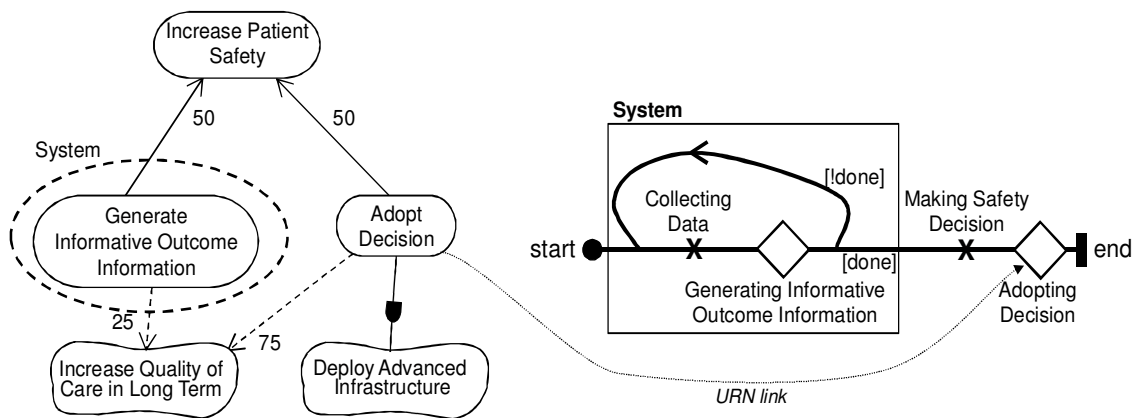 Increase Patient
Safety
50
50
System
Generate
Informative Outcome
Information
Adopt
Decision
25
75
Increase Quality of
Care in Long Term
Deploy Advanced
Infrastructure
System
[!done]
Collecting
Data
Making Safety
Decision
start
end
[done]
Generating Informative
Outcome Information
Adopting
Decision
URN link